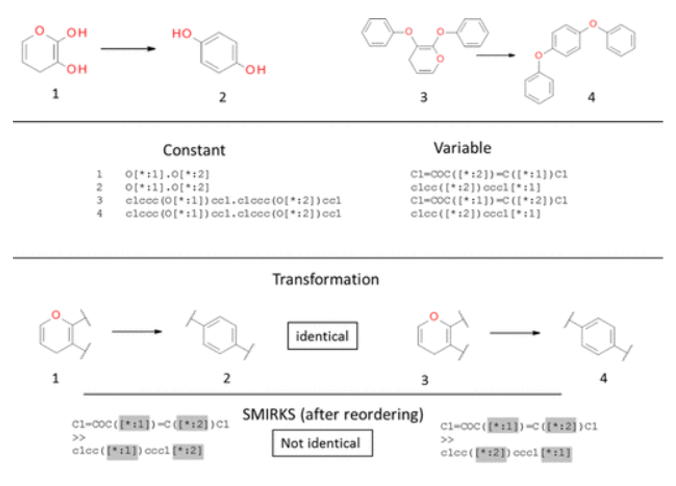 O OH OH
HO OH
O O O
O O
1 2 3 4
Constant Variable
1 O[*:1].O[*:2] C1=COC([*:2])=C([*:1])C1
2 O[*:1].O[*:2] c1cc([*:2])ccc1[*:1]
3 c1ccc(O[*:1])cc1.c1ccc(O[*:2])cc1 C1=COC([*:1])=C([*:2])C1
4 c1ccc(O[*:1])cc1.c1ccc(O[*:2])cc1 c1cc([*:2])ccc1[*:1]
Transformation
O O
identical
1 2 3 4
SMIRKS (after reordering)
Not identical
C1=COC([*:1])=C([*:2])C1
>>
c1cc([*:1])ccc1[*:2]
C1=COC([*:1])=C([*:2])C1
>>
c1cc([*:2])ccc1[*:1]